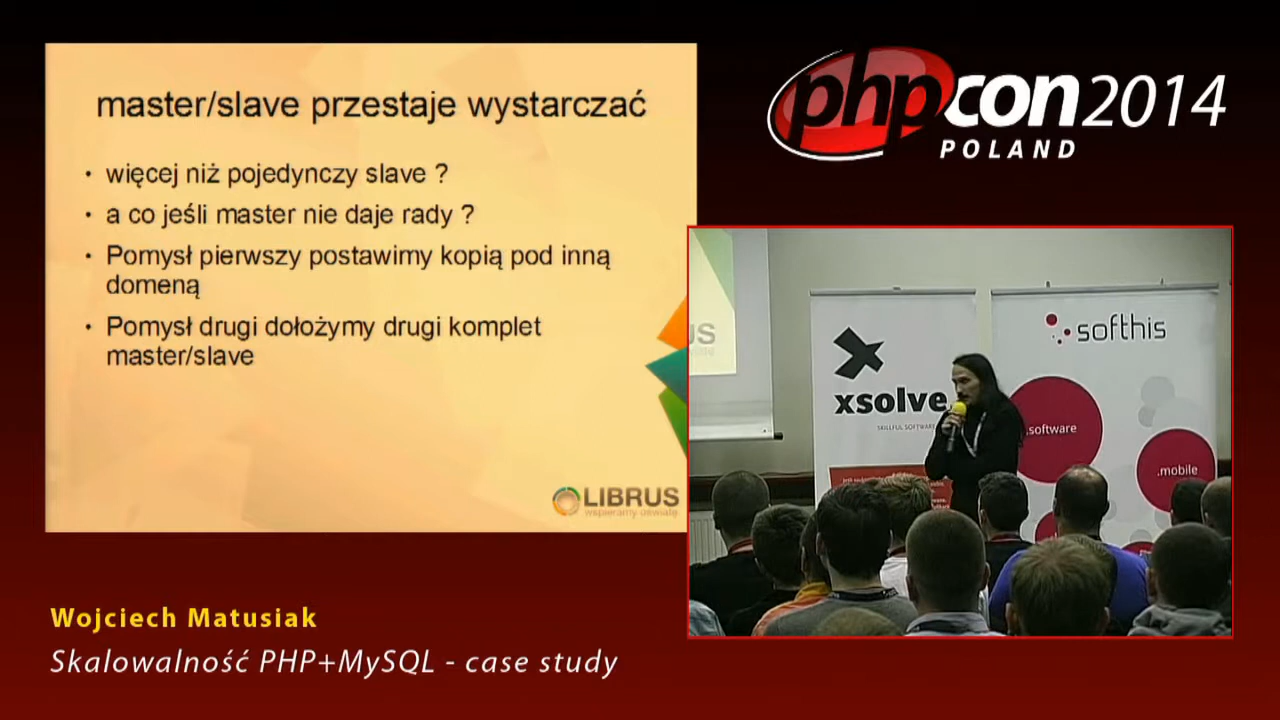 master/slave przestaje wystarczać
• więcej niż pojedynczy slave ?
• a co jeśli master nie daje rady ?
• Pomysł pierwszy postawimy kopią pod inną
domeną
• Pomysł drugi dołożymy drugi komplet
master/slave
LIBRUS
wspieramy oświatę
phpcon2014
POLAND
US
xsolve
SKILLFUL SOFTWARE
softhis
.software
.mobile
Wojciech Matusiak
Skalowalność PHP+MySQL - case study